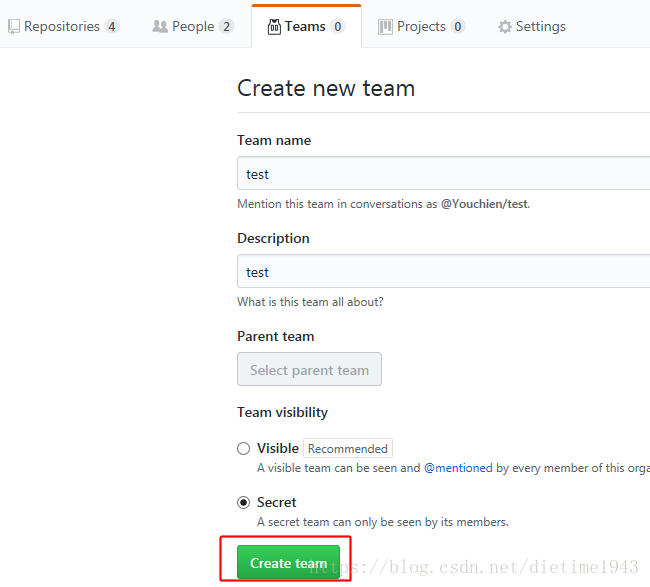 Repositories 4 People 2 Teams 0 Projects 0 Settings
Create new team
Team name
test
Mention this team in conversations as @Youchien/test.
Description
test
What is this team all about?
Parent team
Select parent team
Team visibility
Visible Recommended
A visible team can be seen and @mentioned by every member of this orga
Secret
A secret team can only be seen by its members.
Create team
https://blog.csdn.net/dietime1943